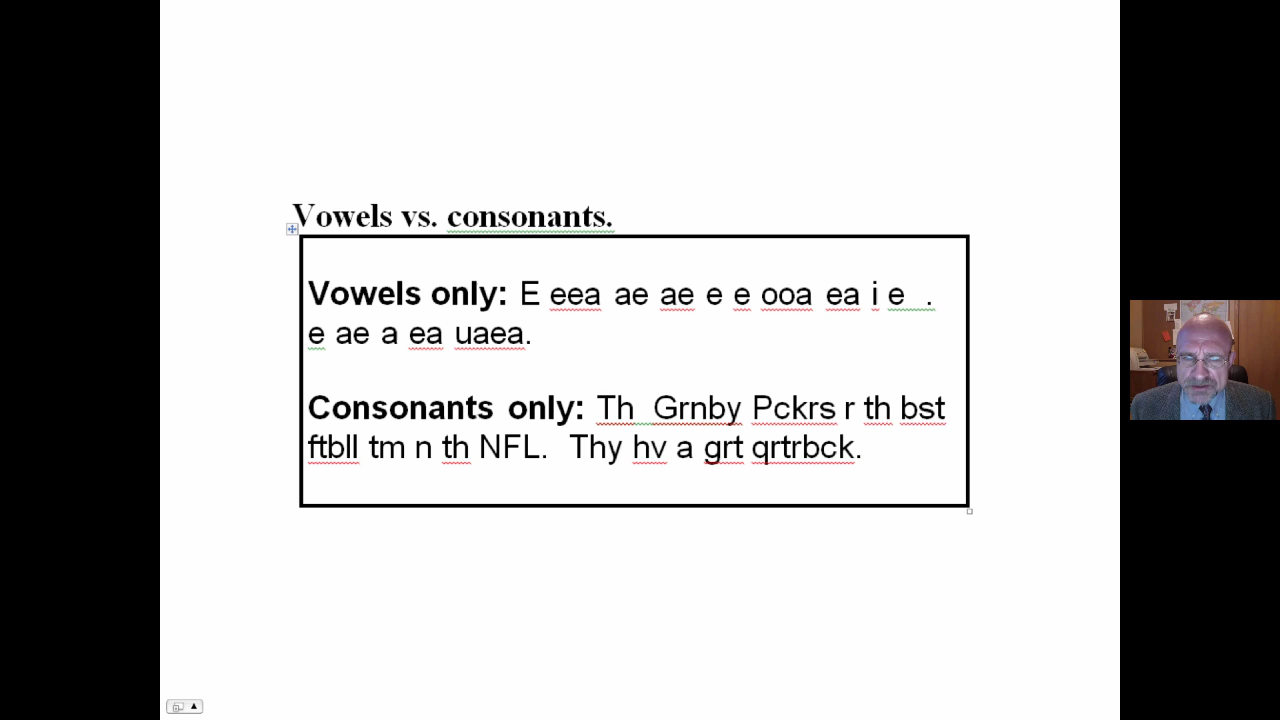 Vowels vs. consonants.
Vowels only: E eea ae ae e e ooa ea i e .
e ae a ea uaea.
Consonants only: Th Grnby Pckrs r th bst
ftbll tm n th NFL. Thy hv a grt qrtrbck.